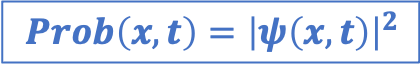 Prob(x, t) = |ψ(x, t)|²